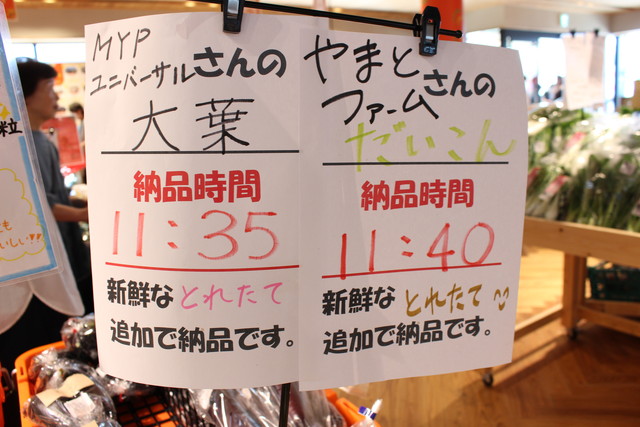 MYP
ユニバーサルさんの
大葉
納品時間
11:35
新鮮なとれたて
追加で納品です。
やまと
ファームさんの
だいこん
納品時間
11:40
新鮮なとれたて
追加で納品です。
粒